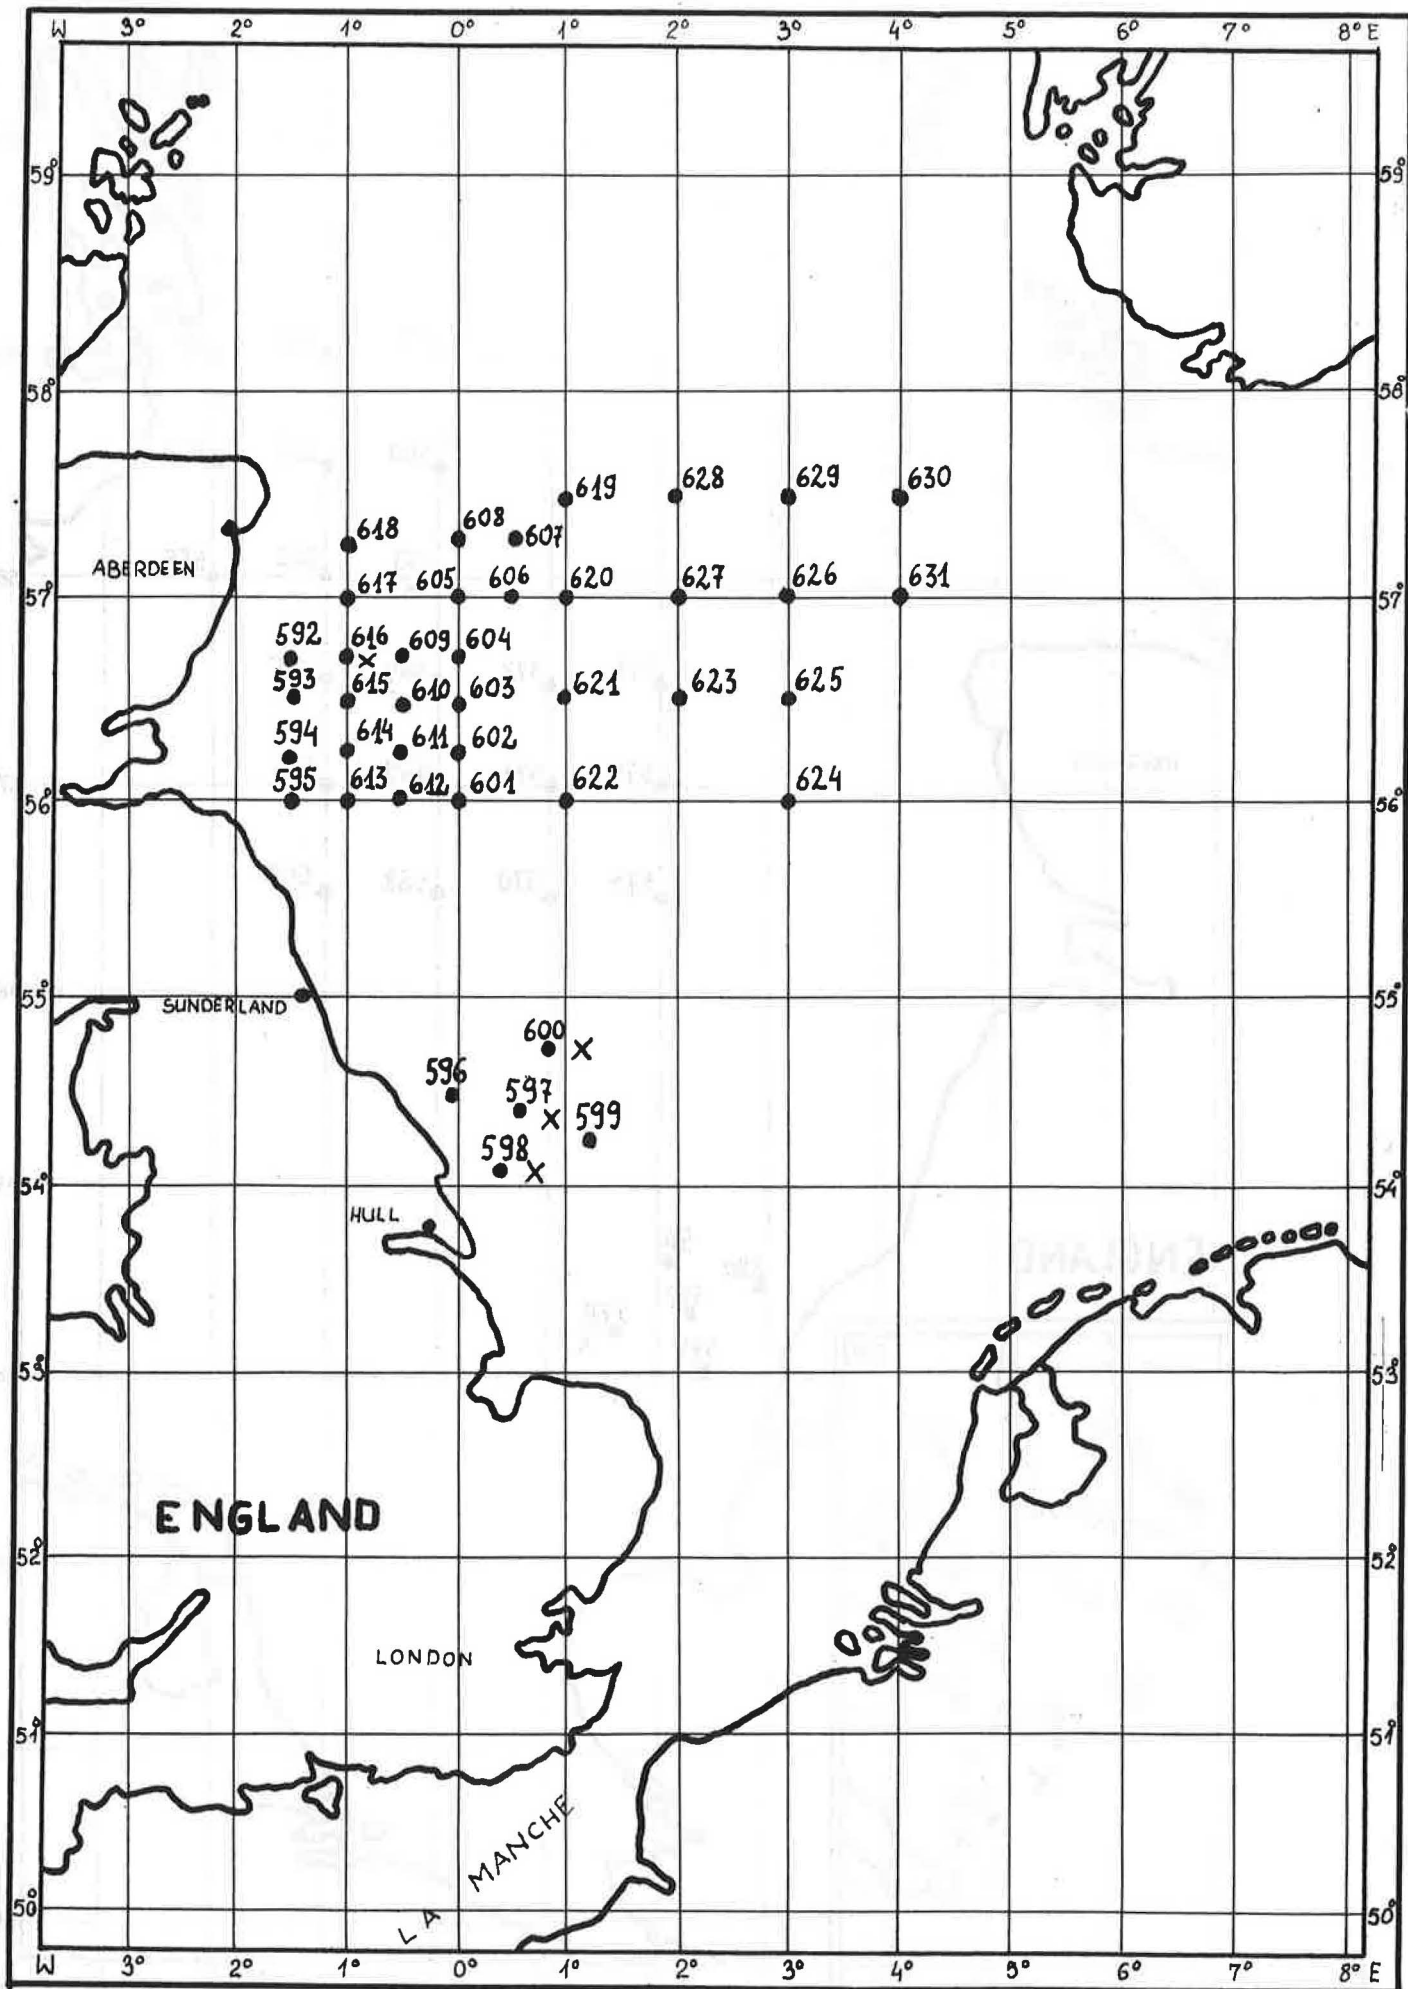 W 3° 2° 1° 0° 1° 2° 3° 4° 5° 6° 7° 8° E
59° 59°
58° 58°
619 628 629 630
618 608 607
ABERDEEN
57° 617 605 606 620 627 626 631 57°
592 616 X 609 604
593 615 610 603 621 623 625
594 614 611 602
56° 595 613 612 601 622 624 56°
55° SUNDERLAND 55°
600 X
596 597 X 599
598 X
54° 54°
HULL
53° 53°
ENGLAND
52° 52°
LONDON
51° 51°
LA MANCHE
50° 50°
W 3° 2° 1° 0° 1° 2° 3° 4° 5° 6° 7° 8° E